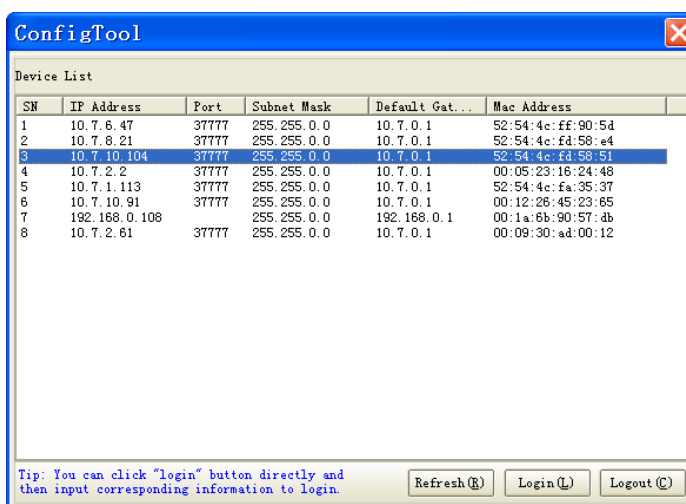 ConfigTool
Device List
SN IP Address Port Subnet Mask Default Gat... Mac Address
1 10.7.6.47 37777 255.255.0.0 10.7.0.1 52:54:4c:ff:90:5d
2 10.7.8.21 37777 255.255.0.0 10.7.0.1 52:54:4c:fd:58:e4
3 10.7.10.104 37777 255.255.0.0 10.7.0.1 52:54:4c:fd:58:51
4 10.7.2.2 37777 255.255.0.0 10.7.0.1 00:05:23:16:24:48
5 10.7.1.113 37777 255.255.0.0 10.7.0.1 52:54:4c:fa:35:37
6 10.7.10.91 37777 255.255.0.0 10.7.0.1 00:12:26:45:23:65
7 192.168.0.108 255.255.0.0 192.168.0.1 00:1a:6b:90:57:db
8 10.7.2.61 37777 255.255.0.0 10.7.0.1 00:09:30:ad:00:12
Tip: You can click "login" button directly and
then input corresponding information to login.
Refresh(R) Login(L) Logout(C)